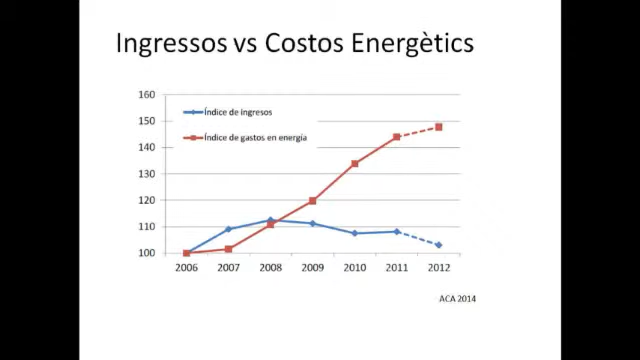 Ingressos vs Costos Energètics
160
150
140
130
120
110
100
Índice de ingresos
Índice de gastos en energía
2006 2007 2008 2009 2010 2011 2012
ACA 2014